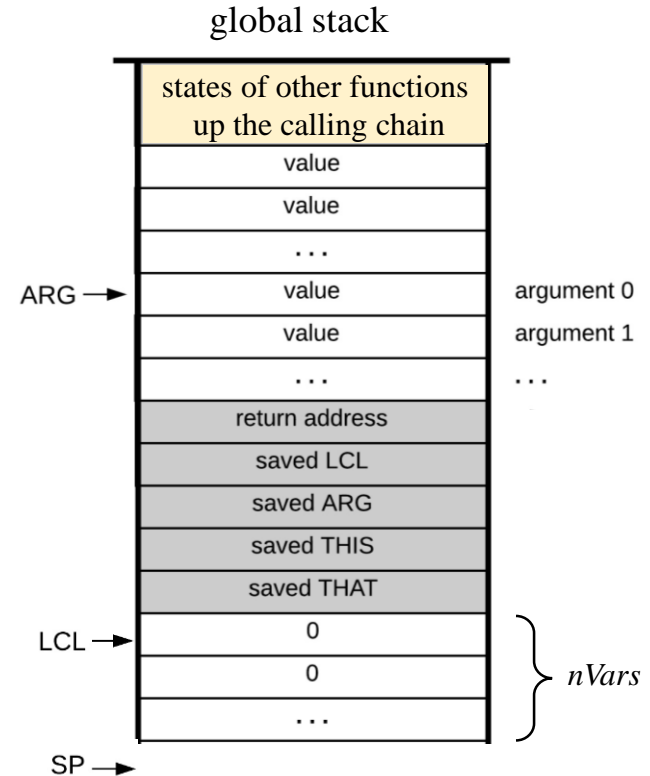 global stack
states of other functions
up the calling chain
value
value
...
ARG
value
argument 0
value
argument 1
...
...
return address
saved LCL
saved ARG
saved THIS
saved THAT
LCL
0
0
nVars
...
SP